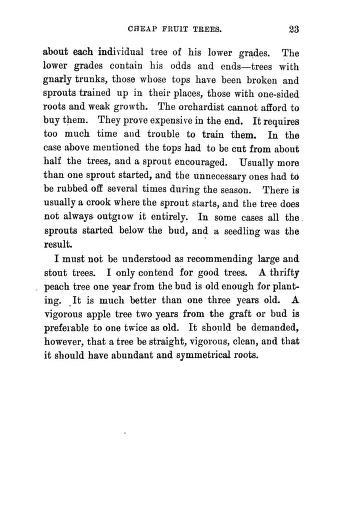 CHEAP FRUIT TREES. 23
about each individual tree of his lower grades. The
lower grades contain his odds and ends—trees with
gnarly trunks, those whose tops have been broken and
sprouts trained up in their places, those with one-sided
roots and weak growth. The orchardist cannot afford to
buy them. They prove expensive in the end. It requires
too much time and trouble to train them. In the
case above mentioned the tops had to be cut from about
half the trees, and a sprout encouraged. Usually more
than one sprout started, and the unnecessary ones had to
be rubbed off several times during the season. There is
usually a crook where the sprout starts, and the tree does
not always outgrow it entirely. In some cases all the
sprouts started below the bud, and a seedling was the
result.
I must not be understood as recommending large and
stout trees. I only contend for good trees. A thrifty
peach tree one year from the bud is old enough for plant-
ing. It is much better than one three years old. A
vigorous apple tree two years from the graft or bud is
preferable to one twice as old. It should be demanded,
however, that a tree be straight, vigorous, clean, and that
it should have abundant and symmetrical roots.